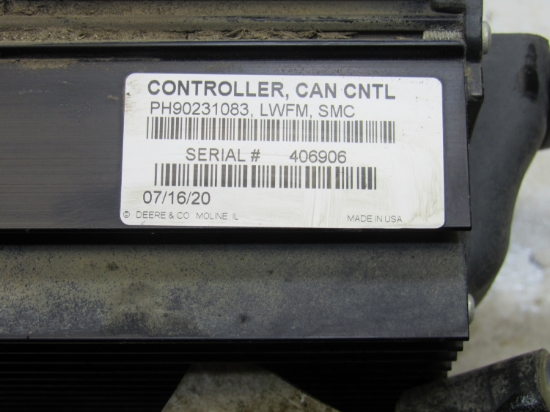 CONTROLLER, CAN CNTL
PH90231083, LWFM, SMC
SERIAL # 406906
07/16/20
© DEERE & CO. MOLINE IL MADE IN USA